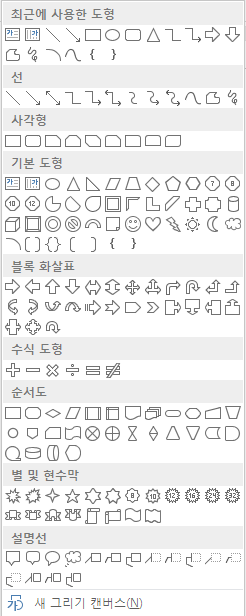 최근에 사용한 도형
선
사각형
기본 도형
블록 화살표
수식 도형
순서도
별 및 현수막
설명선
새 그리기 캔버스(N)